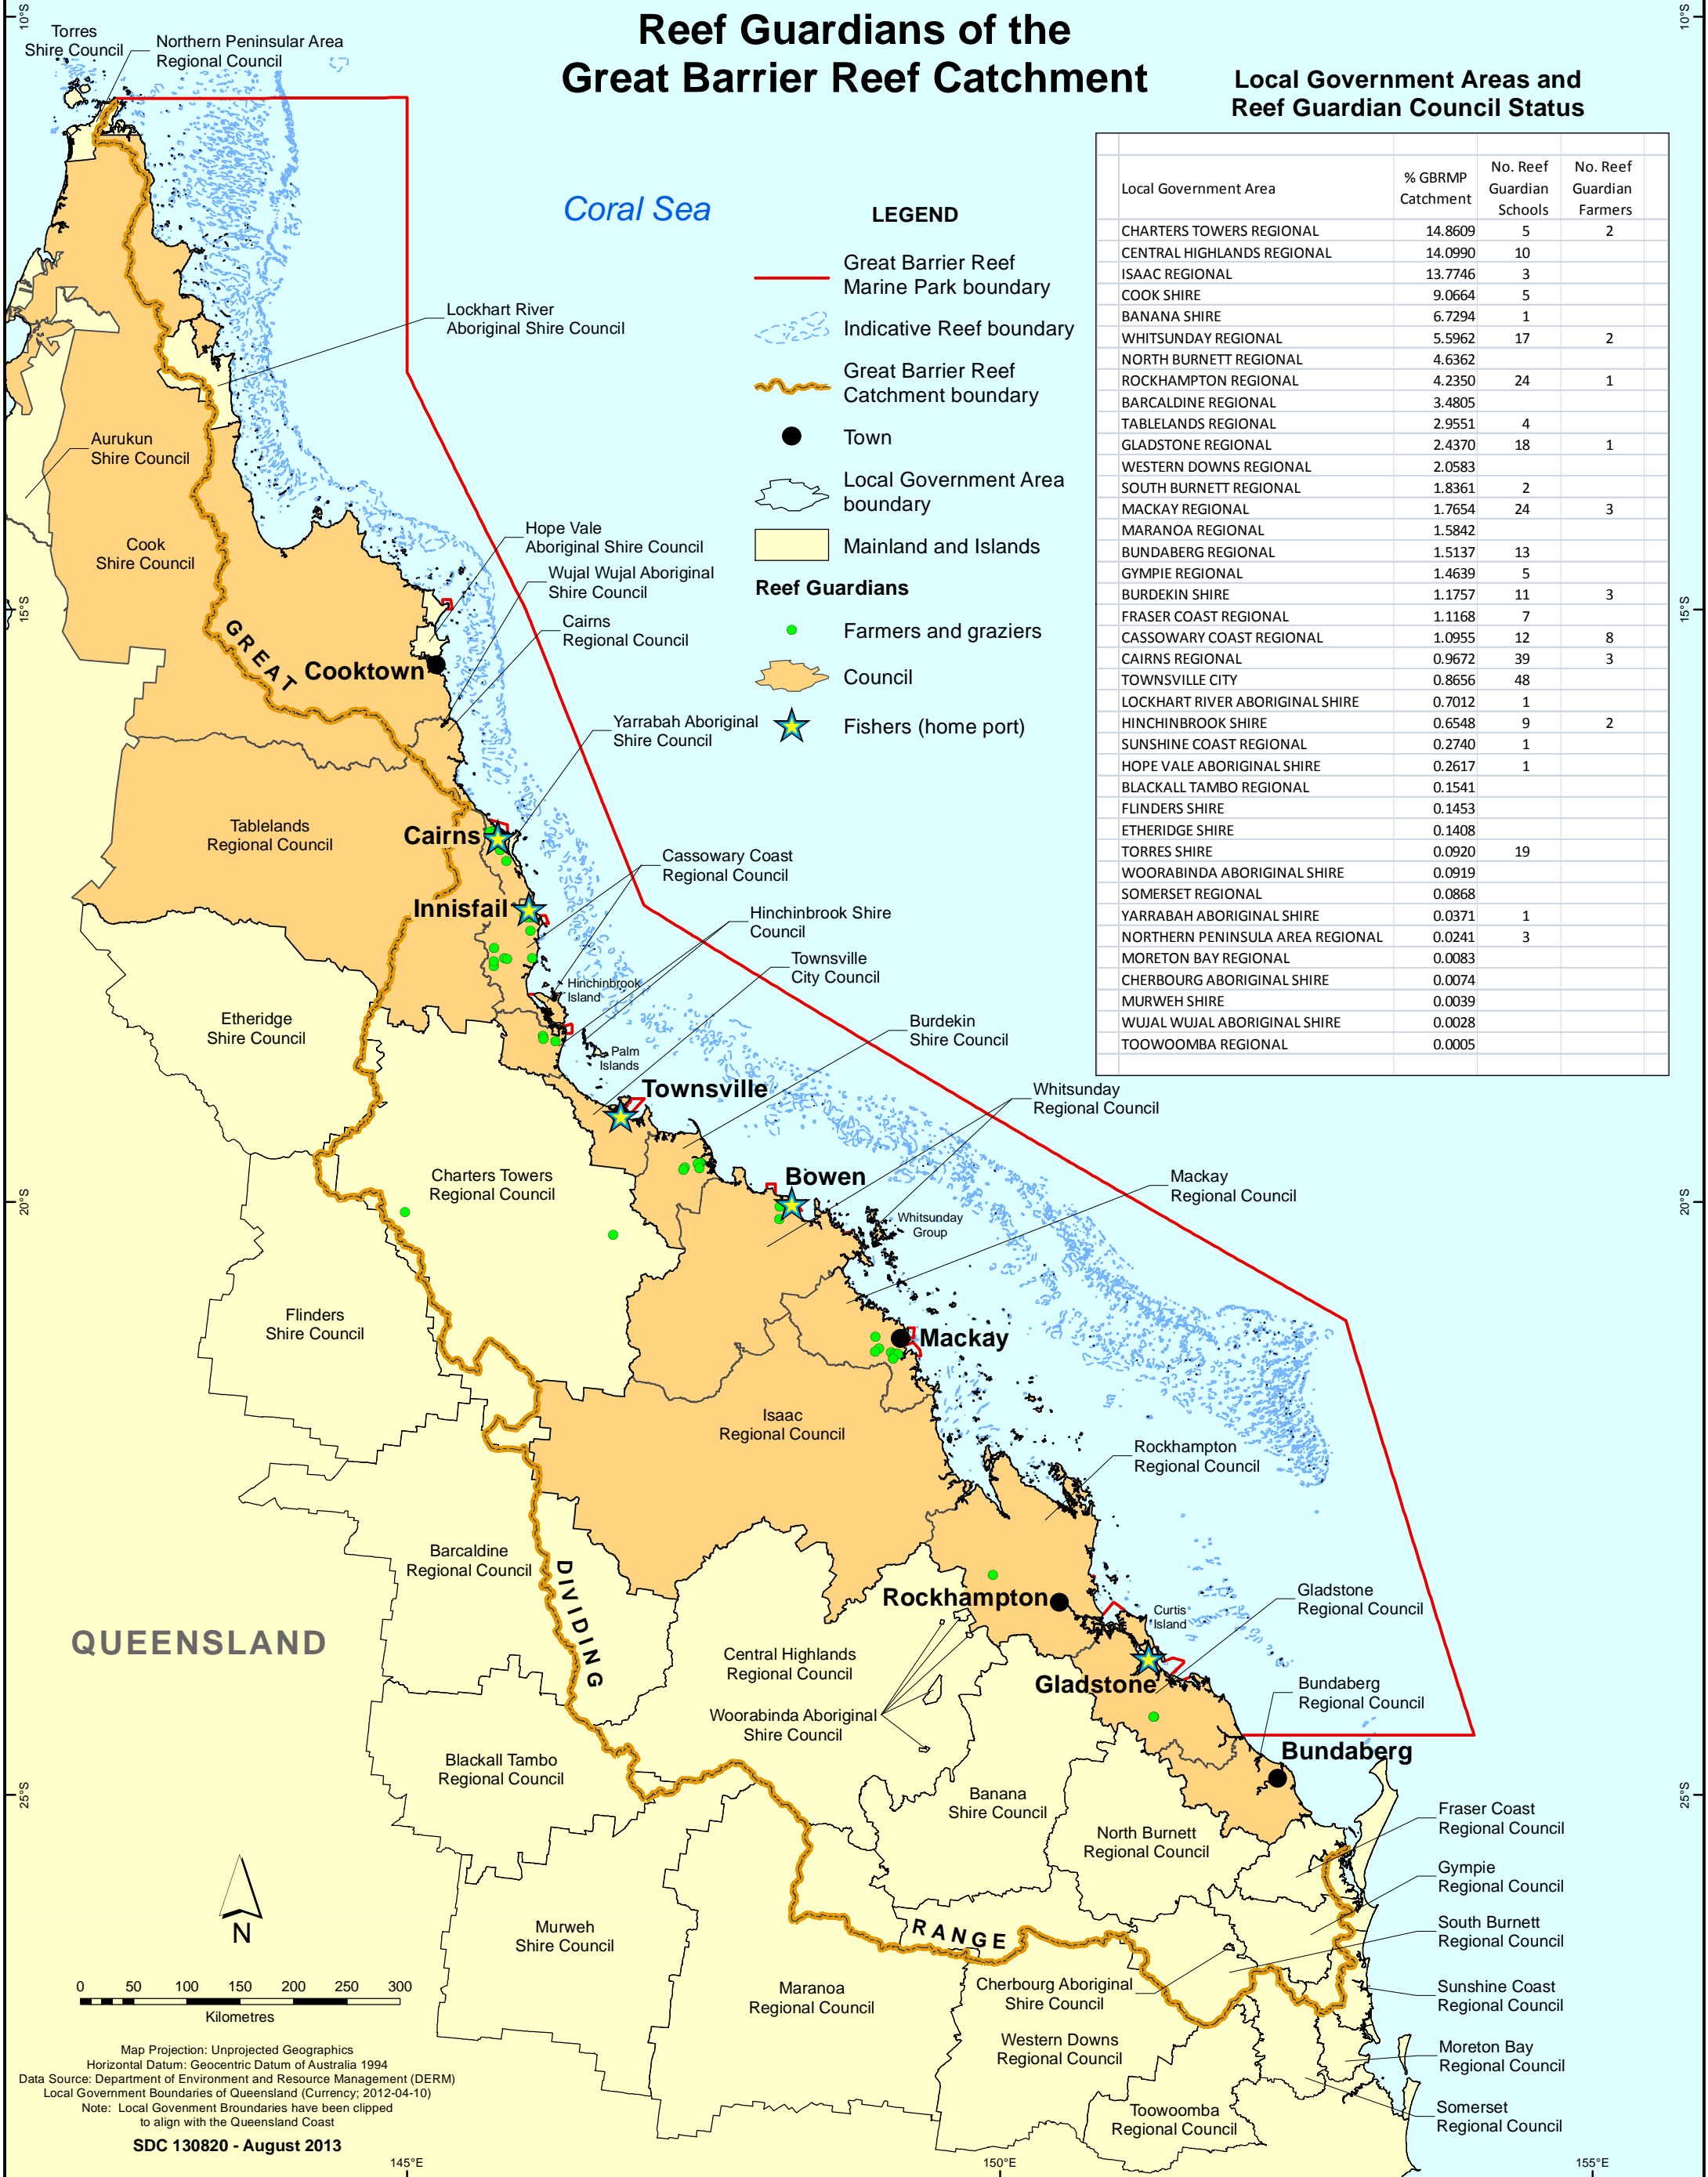 Reef Guardians of the
Great Barrier Reef Catchment
10°S
10°S
Torres
Shire Council
Northern Peninsular Area
Regional Council
Coral Sea
LEGEND
Great Barrier Reef
Marine Park boundary
Indicative Reef boundary
Great Barrier Reef
Catchment boundary
Town
Local Government Area
boundary
Mainland and Islands
Reef Guardians
Farmers and graziers
Council
Fishers (home port)
Local Government Areas and
Reef Guardian Council Status
Local Government Area % GBRMP Catchment No. Reef Guardian Schools No. Reef Guardian Farmers
CHARTERS TOWERS REGIONAL 14.8609 5 2
CENTRAL HIGHLANDS REGIONAL 14.0990 10
ISAAC REGIONAL 13.7746 3
COOK SHIRE 9.0664 5
BANANA SHIRE 6.7294 1
WHITSUNDAY REGIONAL 5.5962 17 2
NORTH BURNETT REGIONAL 4.6362
ROCKHAMPTON REGIONAL 4.2350 24 1
BARCALDINE REGIONAL 3.4805
TABLELANDS REGIONAL 2.9551 4
GLADSTONE REGIONAL 2.4370 18 1
WESTERN DOWNS REGIONAL 2.0583
SOUTH BURNETT REGIONAL 1.8361 2
MACKAY REGIONAL 1.7654 24 3
MARANOA REGIONAL 1.5842
BUNDABERG REGIONAL 1.5137 13
GYMPIE REGIONAL 1.4639 5
BURDEKIN SHIRE 1.1757 11 3
FRASER COAST REGIONAL 1.1168 7
CASSOWARY COAST REGIONAL 1.0955 12 8
CAIRNS REGIONAL 0.9672 39 3
TOWNSVILLE CITY 0.8656 48
LOCKHART RIVER ABORIGINAL SHIRE 0.7012 1
HINCHINBROOK SHIRE 0.6548 9 2
SUNSHINE COAST REGIONAL 0.2740 1
HOPE VALE ABORIGINAL SHIRE 0.2617 1
BLACKALL TAMBO REGIONAL 0.1541
FLINDERS SHIRE 0.1453
ETHERIDGE SHIRE 0.1408
TORRES SHIRE 0.0920 19
WOORABINDA ABORIGINAL SHIRE 0.0919
SOMERSET REGIONAL 0.0868
YARRABAH ABORIGINAL SHIRE 0.0371 1
NORTHERN PENINSULA AREA REGIONAL 0.0241 3
MORETON BAY REGIONAL 0.0083
CHERBOURG ABORIGINAL SHIRE 0.0074
MURWEH SHIRE 0.0039
WUJAL WUJAL ABORIGINAL SHIRE 0.0028
TOOWOOMBA REGIONAL 0.0005
Lockhart River
Aboriginal Shire Council
Aurukun
Shire Council
Cook
Shire Council
Hope Vale
Aboriginal Shire Council
Wujal Wujal Aboriginal
Shire Council
Cairns
Regional Council
15°S
15°S
GREAT
Cooktown
Yarrabah Aboriginal
Shire Council
Tablelands
Regional Council
Cairns
Cassowary Coast
Regional Council
Innisfail
Hinchinbrook Shire
Council
Townsville
City Council
Hinchinbrook
Island
Etheridge
Shire Council
Burdekin
Shire Council
Palm
Islands
Townsville
Whitsunday
Regional Council
Charters Towers
Regional Council
Bowen
Mackay
Regional Council
20°S
20°S
Whitsunday
Group
Flinders
Shire Council
Mackay
Isaac
Regional Council
Rockhampton
Regional Council
Barcaldine
Regional Council
DIVIDING
Rockhampton
Curtis
Island
Gladstone
Regional Council
QUEENSLAND
Central Highlands
Regional Council
Gladstone
Bundaberg
Regional Council
Woorabinda Aboriginal
Shire Council
Blackall Tambo
Regional Council
Bundaberg
25°S
25°S
Banana
Shire Council
North Burnett
Regional Council
Fraser Coast
Regional Council
Gympie
Regional Council
N
Murweh
Shire Council
RANGE
South Burnett
Regional Council
Maranoa
Regional Council
Cherbourg Aboriginal
Shire Council
Sunshine Coast
Regional Council
0 50 100 150 200 250 300
Kilometres
Western Downs
Regional Council
Moreton Bay
Regional Council
Toowoomba
Regional Council
Somerset
Regional Council
Map Projection: Unprojected Geographics
Horizontal Datum: Geocentric Datum of Australia 1994
Data Source: Department of Environment and Resource Management (DERM)
Local Government Boundaries of Queensland (Currency; 2012-04-10)
Note: Local Govenment Broundaries have been clipped
to align with the Queensland Coast
SDC 130820 - August 2013
145°E
150°E
155°E